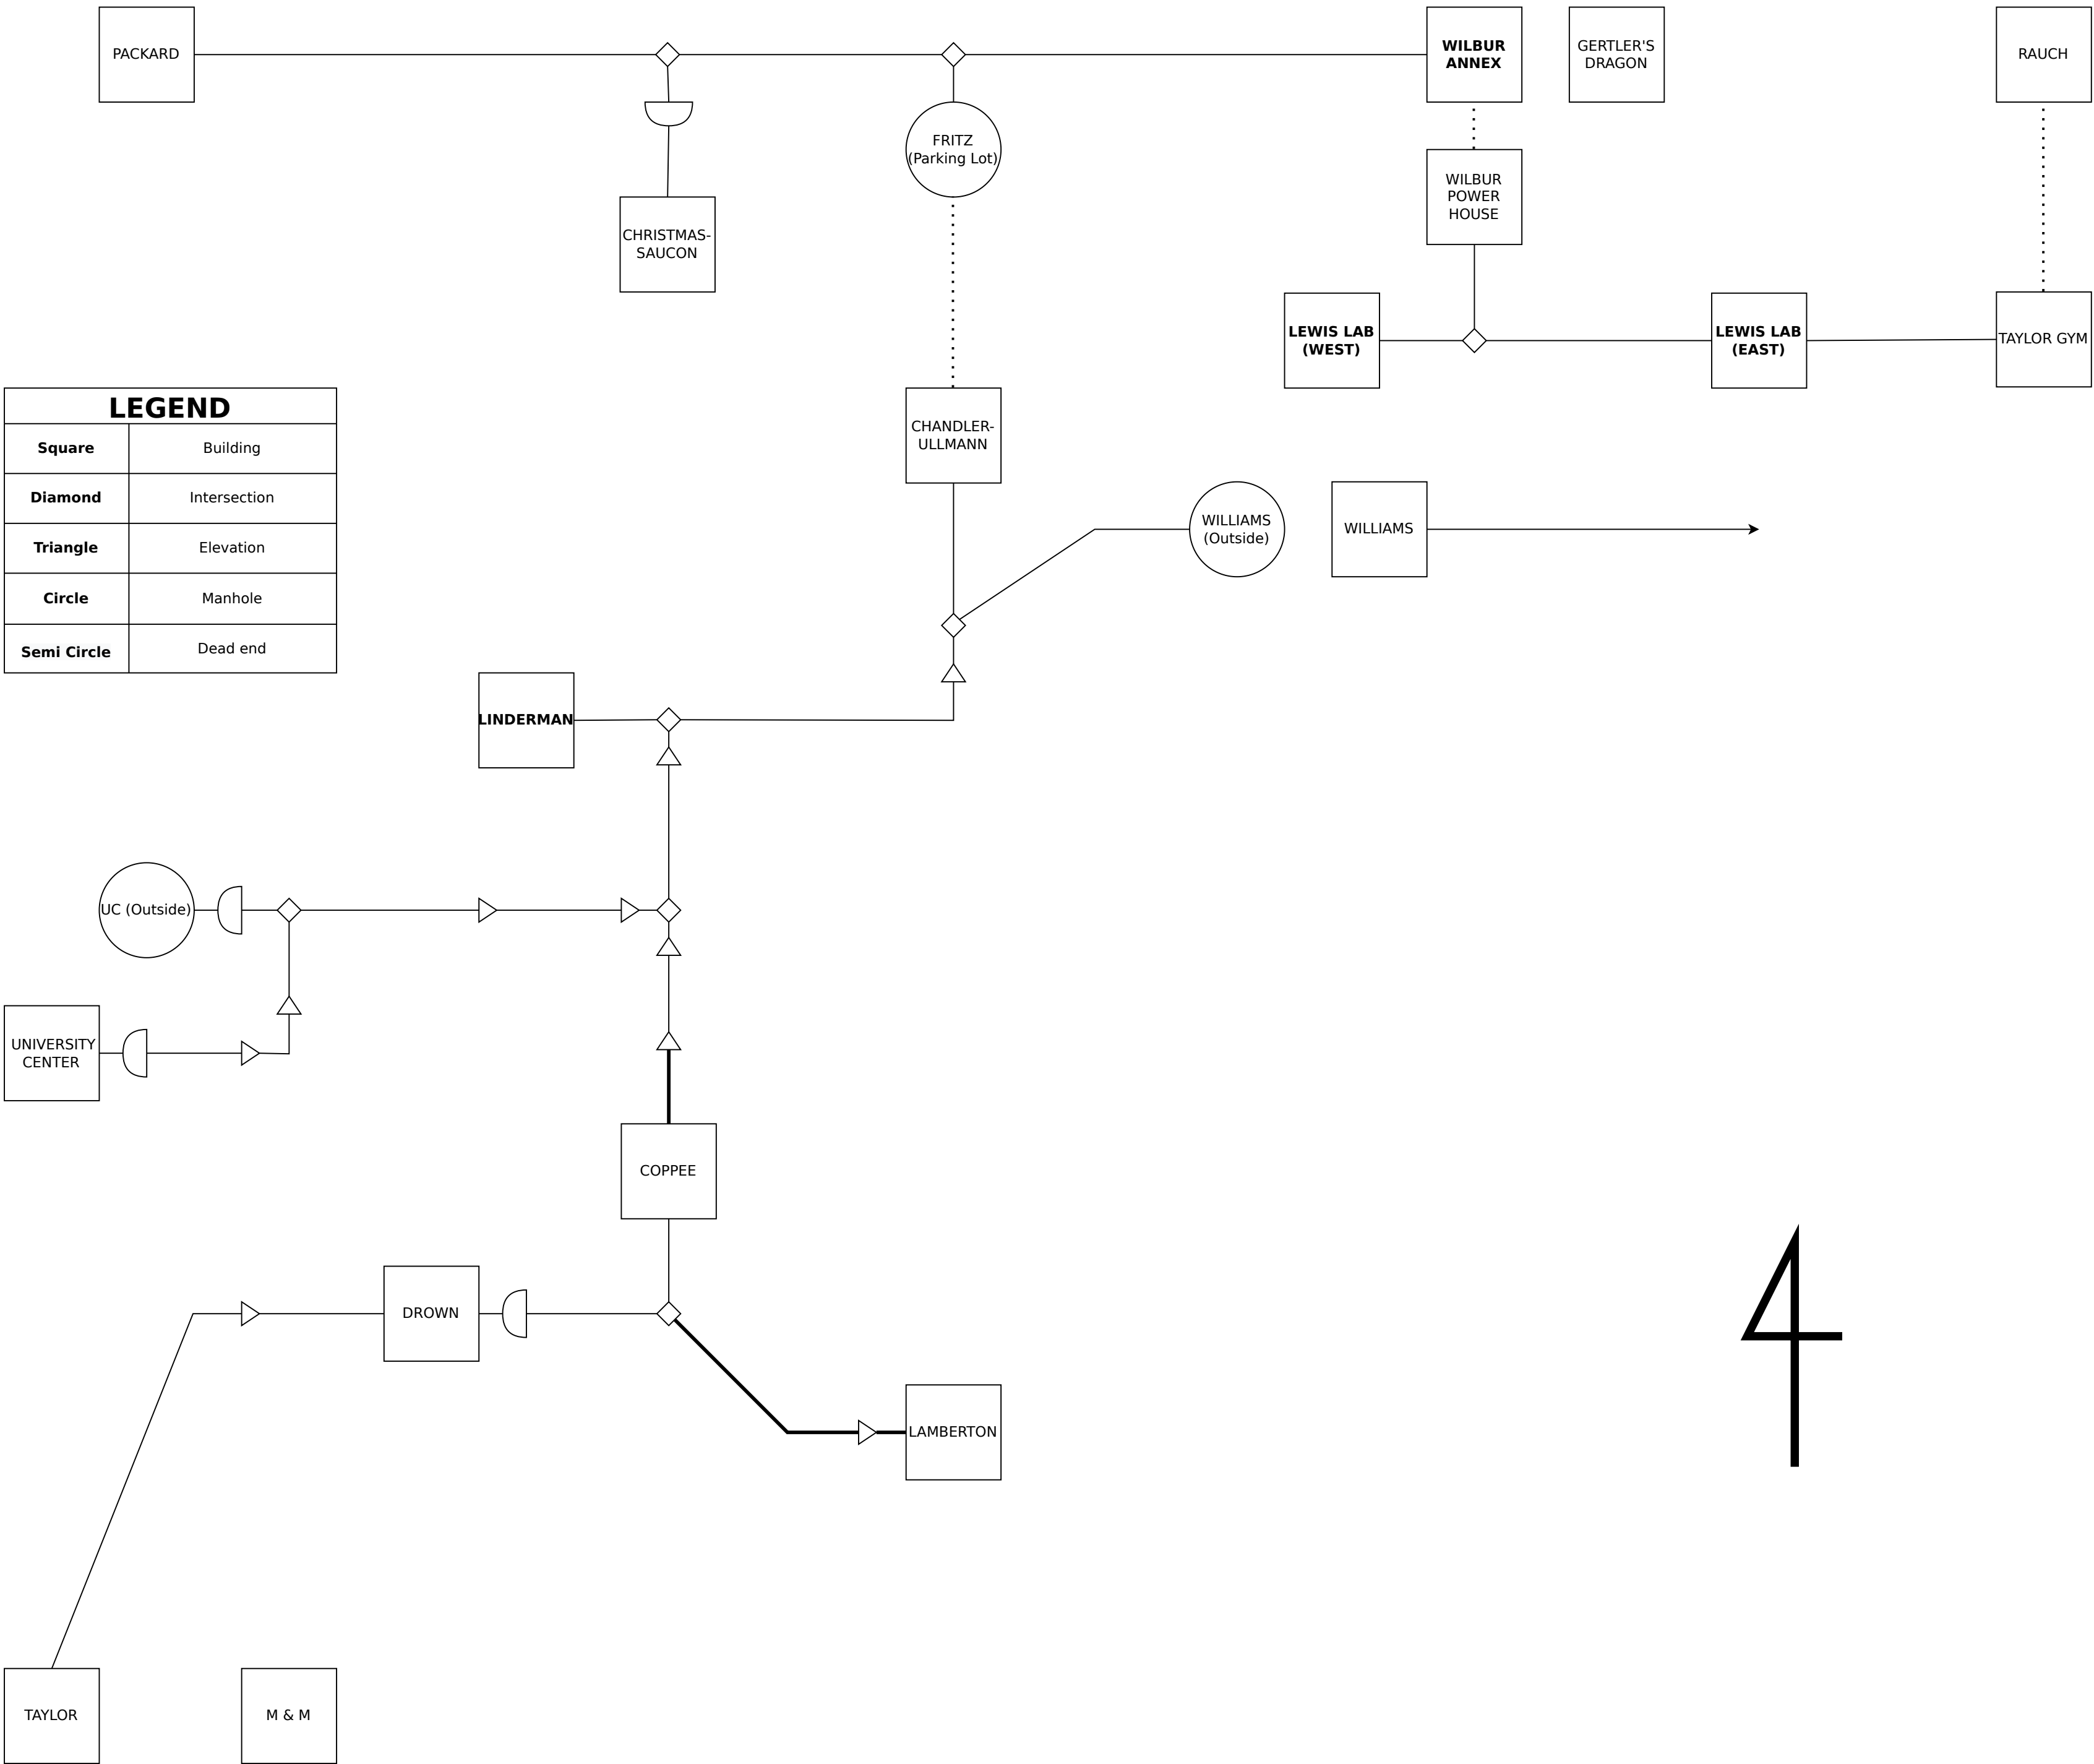 PACKARD
WILBUR
ANNEX
GERTLER'S
DRAGON
RAUCH
FRITZ
(Parking Lot)
WILBUR
POWER
HOUSE
CHRISTMAS-
SAUCON
LEWIS LAB
(WEST)
LEWIS LAB
(EAST)
TAYLOR GYM
LEGEND
Square Building
Diamond Intersection
Triangle Elevation
Circle Manhole
Semi Circle Dead end
CHANDLER-
ULLMANN
WILLIAMS
(Outside)
WILLIAMS
LINDERMAN
UC (Outside)
UNIVERSITY
CENTER
COPPEE
DROWN
LAMBERTON
TAYLOR
M & M